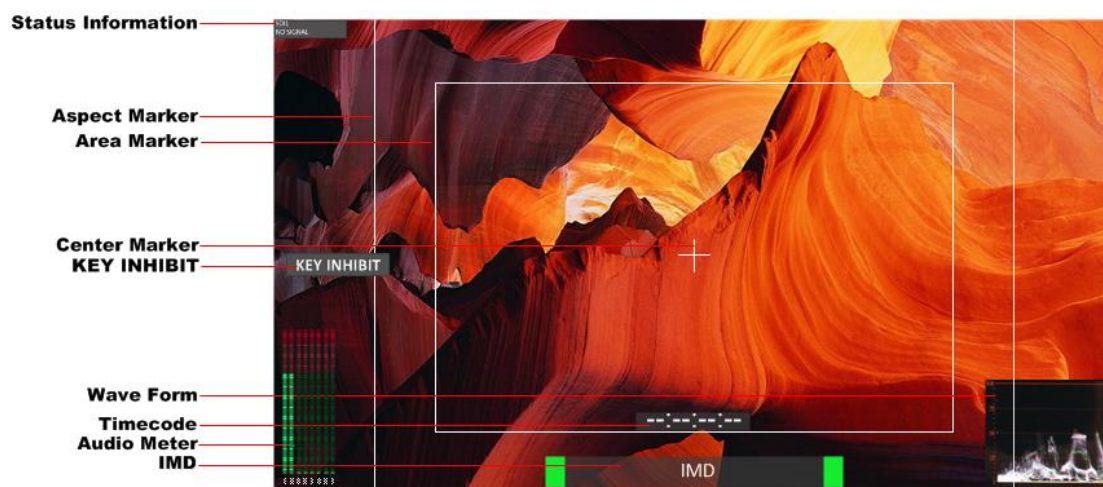 Status Information
NO SIGNAL
Aspect Marker
Area Marker
Center Marker
KEY INHIBIT
KEY INHIBIT
Wave Form
Timecode
--:--:--:--
Audio Meter
IMD
IMD